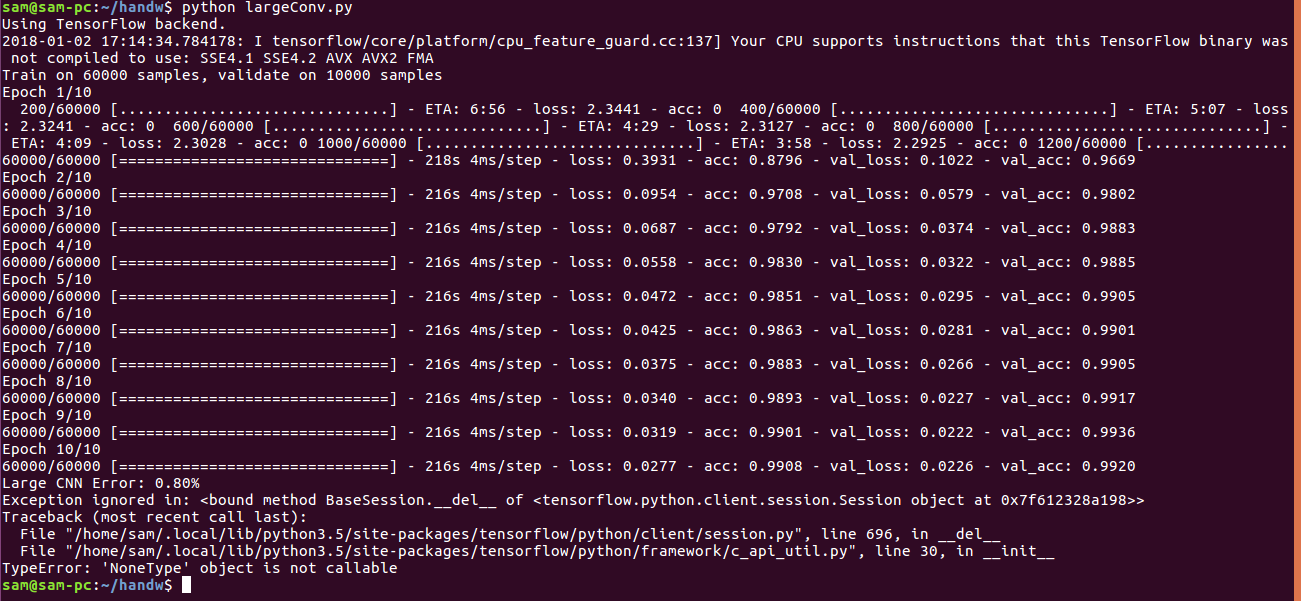 sam@sam-pc:~/handw$ python largeConv.py
Using TensorFlow backend.
2018-01-02 17:14:34.784178: I tensorflow/core/platform/cpu_feature_guard.cc:137] Your CPU supports instructions that this TensorFlow binary was
 not compiled to use: SSE4.1 SSE4.2 AVX AVX2 FMA
Train on 60000 samples, validate on 10000 samples
Epoch 1/10
  200/60000 [..............................] - ETA: 6:56 - loss: 2.3441 - acc: 0  400/60000 [..............................] - ETA: 5:07 - loss
: 2.3241 - acc: 0  600/60000 [..............................] - ETA: 4:29 - loss: 2.3127 - acc: 0  800/60000 [..............................] -
 ETA: 4:09 - loss: 2.3028 - acc: 0 1000/60000 [..............................] - ETA: 3:58 - loss: 2.2925 - acc: 0 1200/60000 [................
60000/60000 [==============================] - 218s 4ms/step - loss: 0.3931 - acc: 0.8796 - val_loss: 0.1022 - val_acc: 0.9669
Epoch 2/10
60000/60000 [==============================] - 216s 4ms/step - loss: 0.0954 - acc: 0.9708 - val_loss: 0.0579 - val_acc: 0.9802
Epoch 3/10
60000/60000 [==============================] - 216s 4ms/step - loss: 0.0687 - acc: 0.9792 - val_loss: 0.0374 - val_acc: 0.9883
Epoch 4/10
60000/60000 [==============================] - 216s 4ms/step - loss: 0.0558 - acc: 0.9830 - val_loss: 0.0322 - val_acc: 0.9885
Epoch 5/10
60000/60000 [==============================] - 216s 4ms/step - loss: 0.0472 - acc: 0.9851 - val_loss: 0.0295 - val_acc: 0.9905
Epoch 6/10
60000/60000 [==============================] - 216s 4ms/step - loss: 0.0425 - acc: 0.9863 - val_loss: 0.0281 - val_acc: 0.9901
Epoch 7/10
60000/60000 [==============================] - 216s 4ms/step - loss: 0.0375 - acc: 0.9883 - val_loss: 0.0266 - val_acc: 0.9905
Epoch 8/10
60000/60000 [==============================] - 216s 4ms/step - loss: 0.0340 - acc: 0.9893 - val_loss: 0.0227 - val_acc: 0.9917
Epoch 9/10
60000/60000 [==============================] - 216s 4ms/step - loss: 0.0319 - acc: 0.9901 - val_loss: 0.0222 - val_acc: 0.9936
Epoch 10/10
60000/60000 [==============================] - 216s 4ms/step - loss: 0.0277 - acc: 0.9908 - val_loss: 0.0226 - val_acc: 0.9920
Large CNN Error: 0.80%
Exception ignored in: <bound method BaseSession.__del__ of <tensorflow.python.client.session.Session object at 0x7f612328a198>>
Traceback (most recent call last):
  File "/home/sam/.local/lib/python3.5/site-packages/tensorflow/python/client/session.py", line 696, in __del__
  File "/home/sam/.local/lib/python3.5/site-packages/tensorflow/python/framework/c_api_util.py", line 30, in __init__
TypeError: 'NoneType' object is not callable
sam@sam-pc:~/handw$